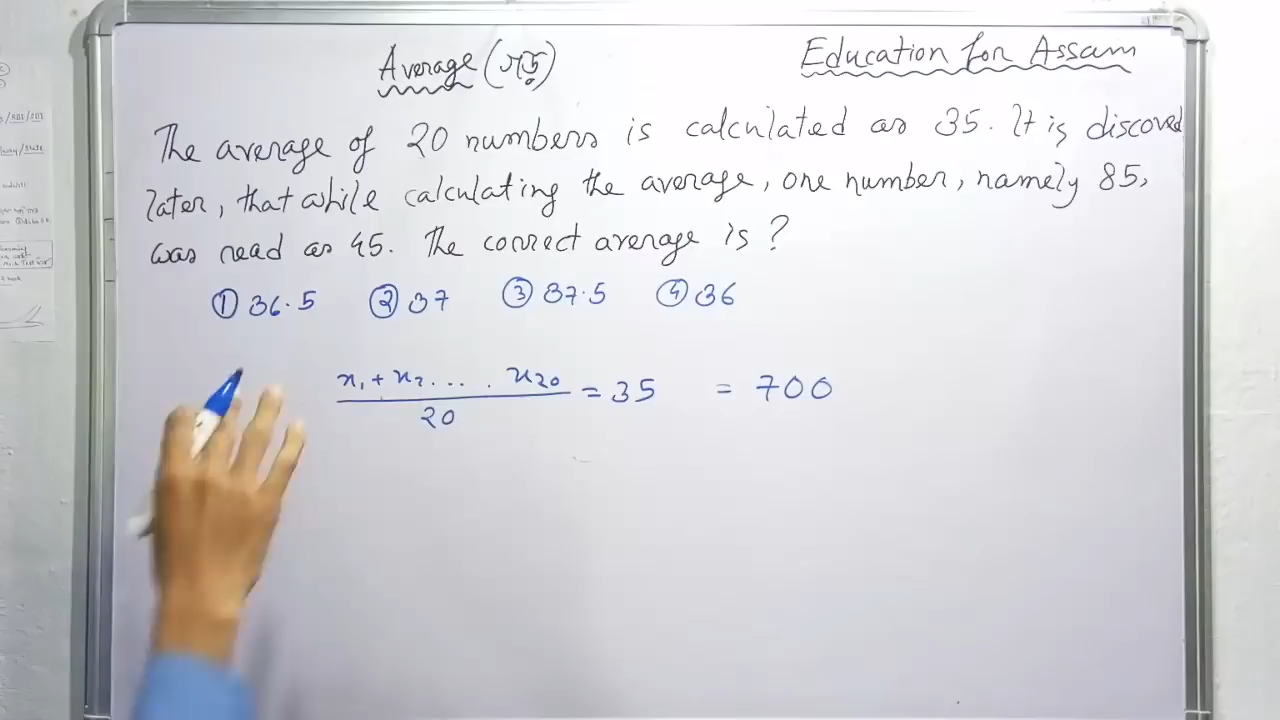 Average (গড়)
Education for Assam
The average of 20 numbers is calculated as 35. It is discoved
later, that while calculating the average, one number, namely 85,
was read as 45. The correct average is ?
① 36.5 ② 37 ③ 37.5 ④ 36
x₁ + x₂ .... x₂₀ / 20 = 35 = 700